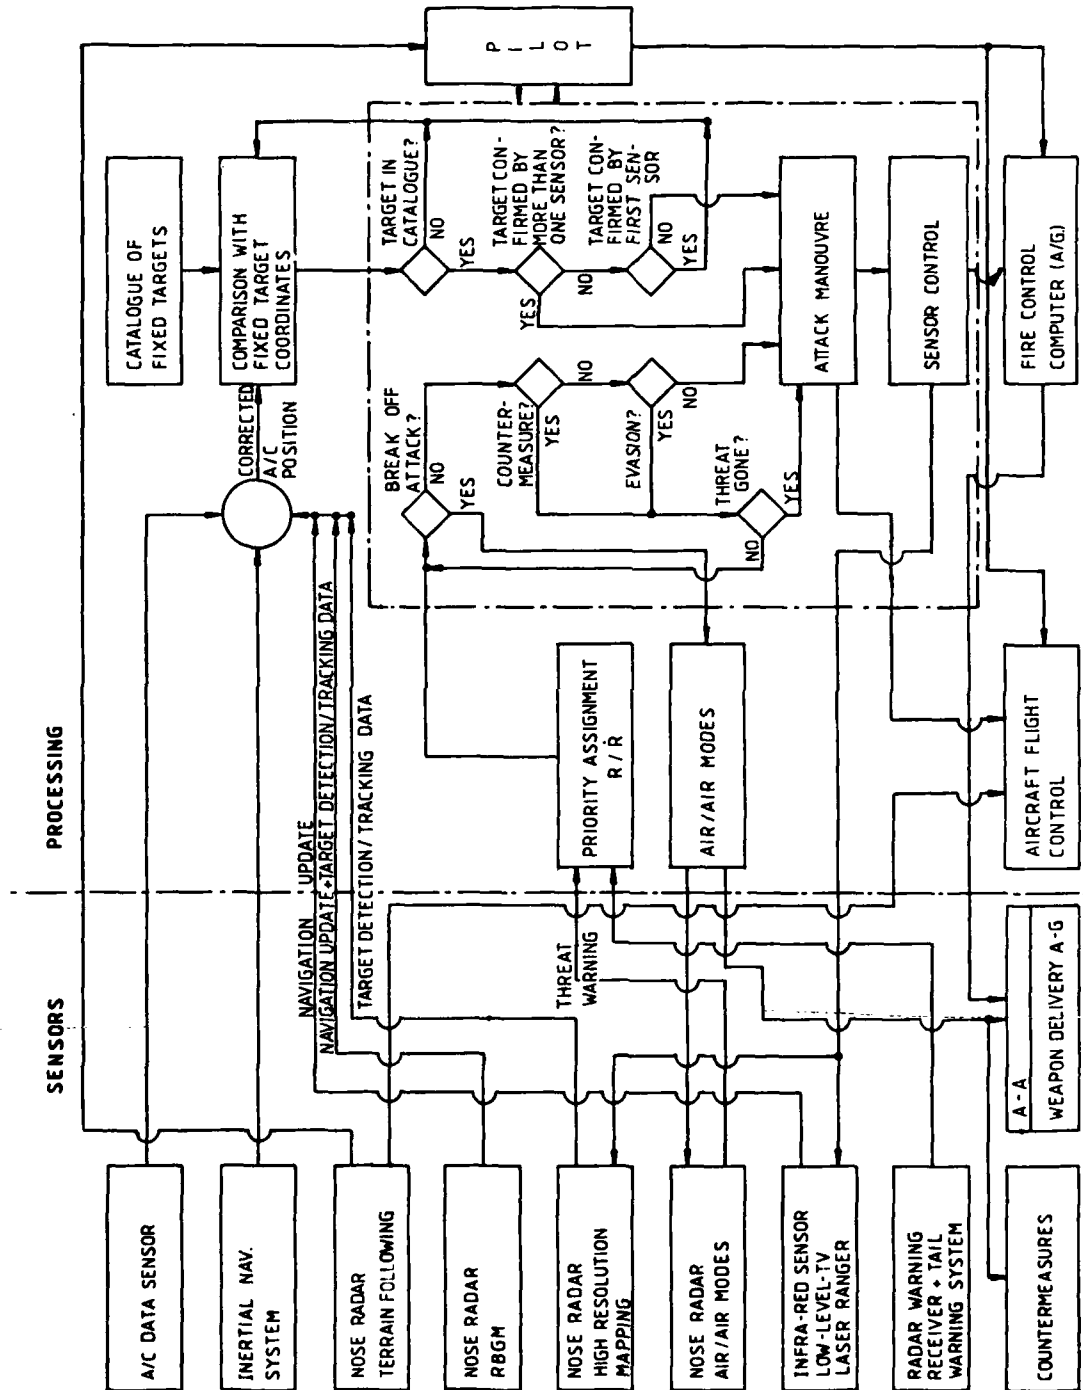 SENSORS
PROCESSING
A/C DATA SENSOR
INERTIAL NAV.
SYSTEM
NOSE RADAR
TERRAIN FOLLOWING
NOSE RADAR
RBGM
NOSE RADAR
HIGH RESOLUTION
MAPPING
NOSE RADAR
AIR/AIR MODES
INFRA-RED SENSOR
LOW-LEVEL-TV
LASER RANGER
RADAR WARNING
RECEIVER + TAIL
WARNING SYSTEM
COUNTERMEASURES
A-A
WEAPON DELIVERY A-G
NAVIGATION UPDATE
NAVIGATION UPDATE+TARGET DETECTION/TRACKING DATA
TARGET DETECTION/TRACKING DATA
THREAT
WARNING
PRIORITY ASSIGNMENT
R/Ṙ
AIR/AIR MODES
AIRCRAFT FLIGHT
CONTROL
CORRECTED
A/C
POSITION
CATALOGUE OF
FIXED TARGETS
COMPARISON WITH
FIXED TARGET
COORDINATES
BREAK OFF
ATTACK?
NO
YES
COUNTER-
MEASURE?
NO
YES
EVASION?
NO
YES
THREAT
GONE?
NO
YES
TARGET IN
CATALOGUE?
NO
YES
TARGET CON-
FIRMED BY
MORE THAN
ONE SENSOR?
YES
NO
TARGET CON-
FIRMED BY
FIRST SEN-
SOR
NO
YES
ATTACK MANOUVRE
SENSOR CONTROL
FIRE CONTROL
COMPUTER (A/G)
PILOT